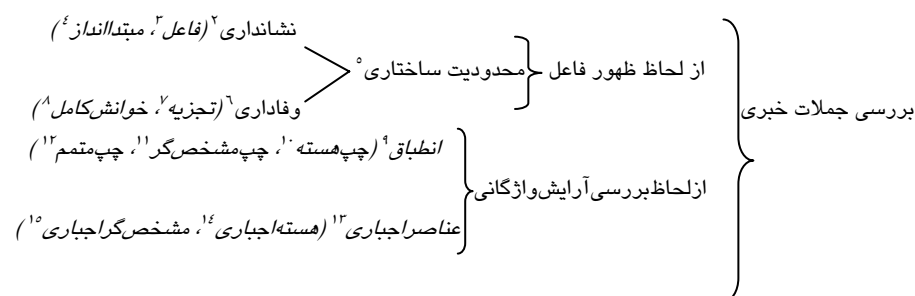 نشانداری۲ (فاعل۳، مبتداانداز۴)
از لحاظ ظهور فاعل محدودیت ساختاری۵
وفاداری۶ (تجزیه۷، خوانش‌کامل۸)
بررسی جملات خبری
انطباق۹ (چپ‌هسته۱۰، چپ‌مشخص‌گر۱۱، چپ‌متمم۱۲)
ازلحاظ‌بررسی‌آرایش‌واژگانی
عناصراجباری۱۳ (هسته‌اجباری۱۴، مشخص‌گراجباری۱۵)